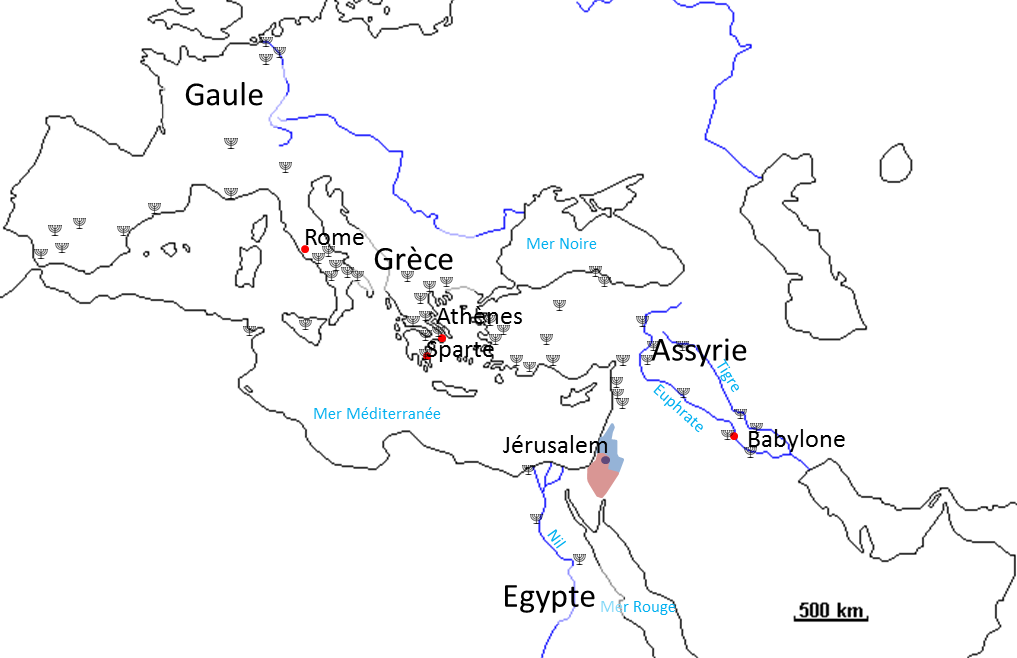 Gaule
Rome
Mer Noire
Grèce
Athènes
Sparte
Assyrie
Tigre
Euphrate
Mer Méditerranée
Jérusalem
Babylone
Nil
Egypte
Mer Rouge
500 km